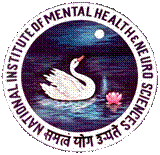 NATIONAL INSTITUTE OF MENTAL HEALTH & NEURO SCIENCES
समत्वं योग उच्यते